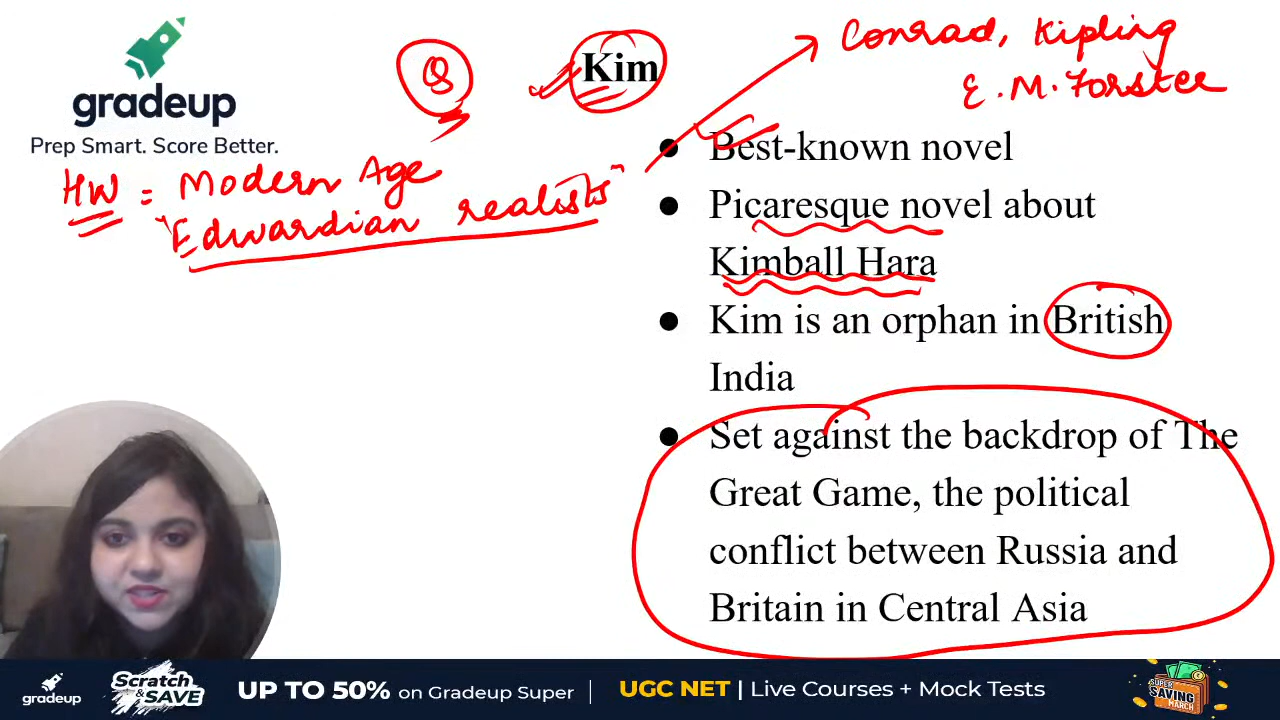 gradeup
Prep Smart. Score Better.
8
Kim
Conrad, Kipling
E. M. Forster
HW = Modern Age
"Edwardian realists"
● Best-known novel
● Picaresque novel about
Kimball Hara
● Kim is an orphan in British
India
● Set against the backdrop of The
Great Game, the political
conflict between Russia and
Britain in Central Asia
gradeup
Scratch
& SAVE
UP TO 50% on Gradeup Super
UGC NET | Live Courses + Mock Tests
SUPER
SAVING
MARCH